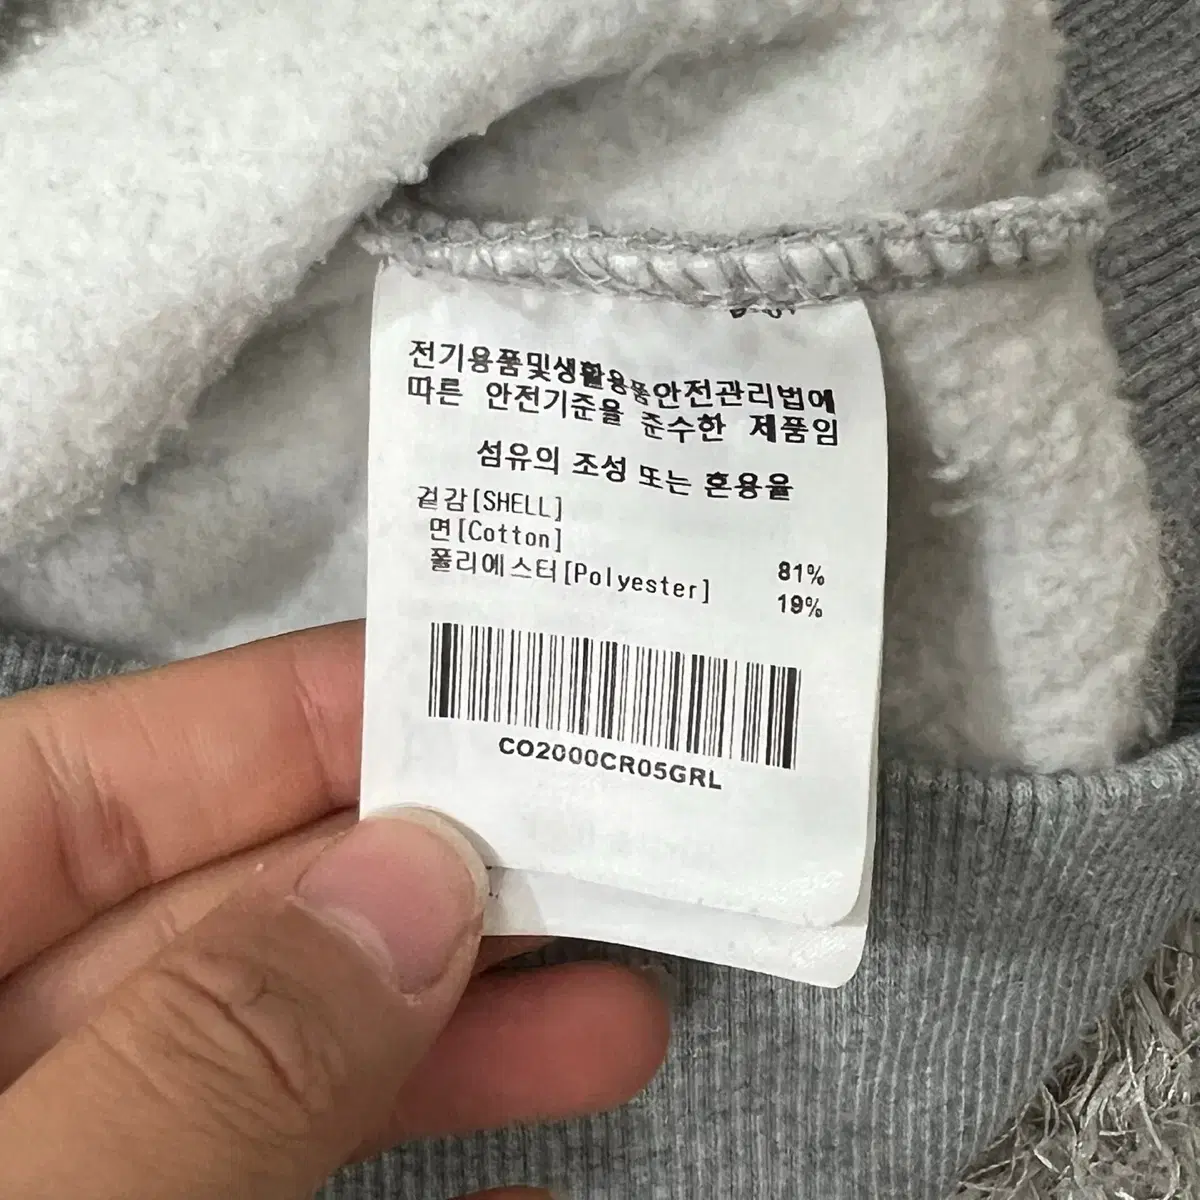 전기용품및생활용품안전관리법에
따른 안전기준을 준수한 제품임
섬유의 조성 또는 혼용율
겉감[SHELL]
면[Cotton] 81%
폴리에스터[Polyester] 19%
CO2000CR05GRL